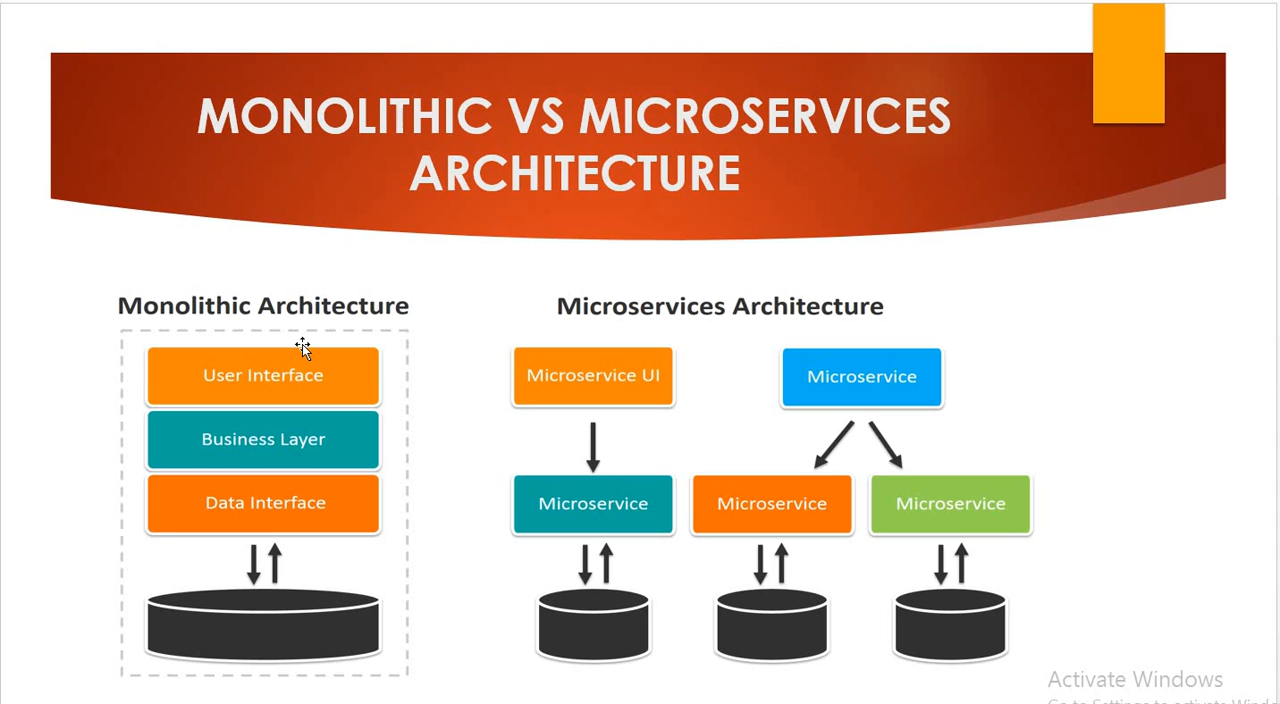 MONOLITHIC VS MICROSERVICES
ARCHITECTURE
Monolithic Architecture
User Interface
Business Layer
Data Interface
Microservices Architecture
Microservice UI
Microservice
Microservice
Microservice
Microservice
Activate Windows
Go to Settings to activate